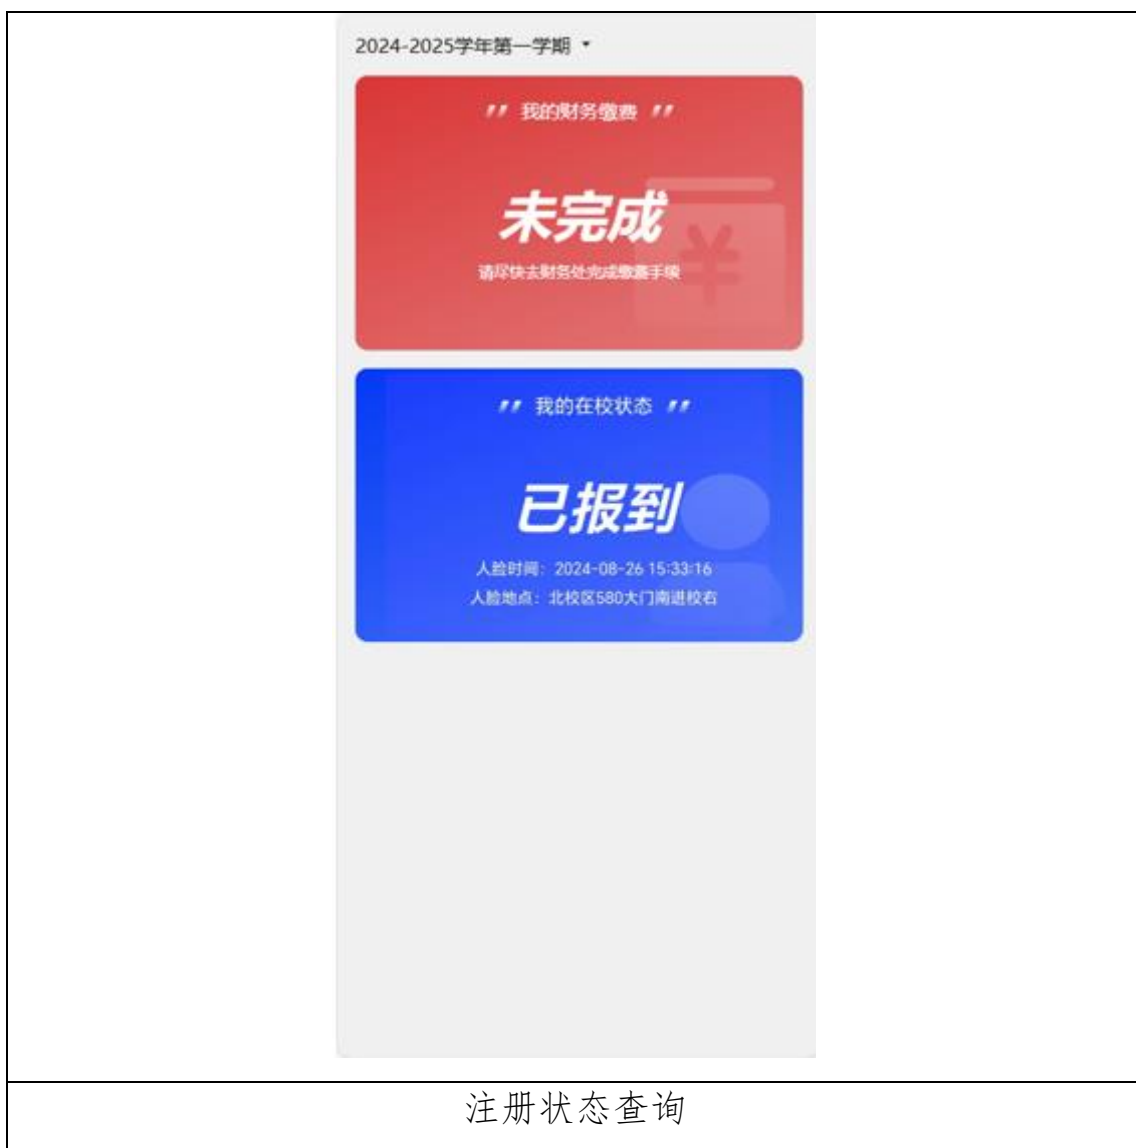 2024-2025学年第一学期
我的财务缴费
未完成
请尽快去财务处完成缴费手续
我的在校状态
已报到
人脸时间：2024-08-26 15:33:16
人脸地点：北校区580大门南进校右
注册状态查询